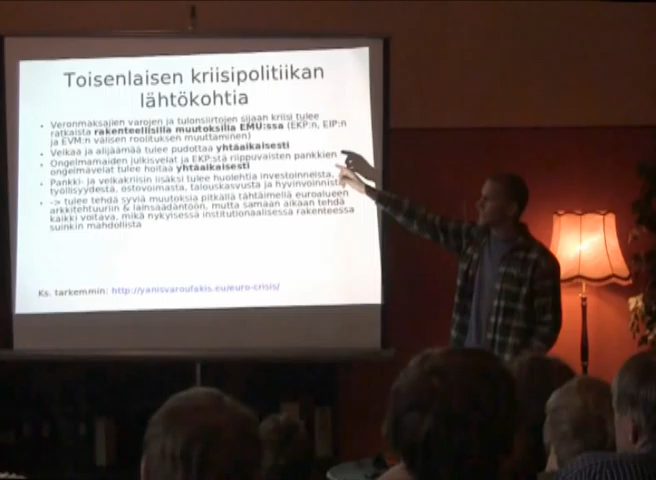 Toisenlaisen kriisipolitiikan
lähtökohtia
• Veronmaksajien varojen ja tulonsiirtojen sijaan kriisi tulee
ratkaista rakenteellisilla muutoksilla EMU:ssa (EKP:n, EIP:n
ja EVM:n välisen roolituksen muuttaminen)
• Velkaa ja alijäämää tulee pudottaa yhtäaikaisesti
• Ongelmamaiden julkisvelat ja EKP:stä riippuvaisten pankkien
ongelmavelat tulee hoitaa yhtäaikaisesti
• Pankki- ja velkakriisin lisäksi tulee huolehtia investoinneista,
työllisyydestä, ostovoimasta, talouskasvusta ja hyvinvoinnista
• -> tulee tehdä syviä muutoksia pitkällä tähtäimellä euroalueen
arkkitehtuuriin & lainsäädäntöön, mutta samaan aikaan tehdä
kaikki voitava, mikä nykyisessä institutionaalisessa rakenteessa
suinkin mahdollista
Ks. tarkemmin: http://yanisvaroufakis.eu/euro-crisis/